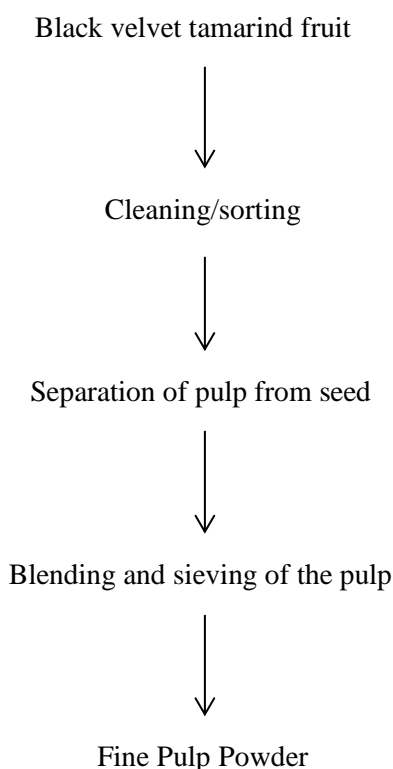 Black velvet tamarind fruit
Cleaning/sorting
Separation of pulp from seed
Blending and sieving of the pulp
Fine Pulp Powder